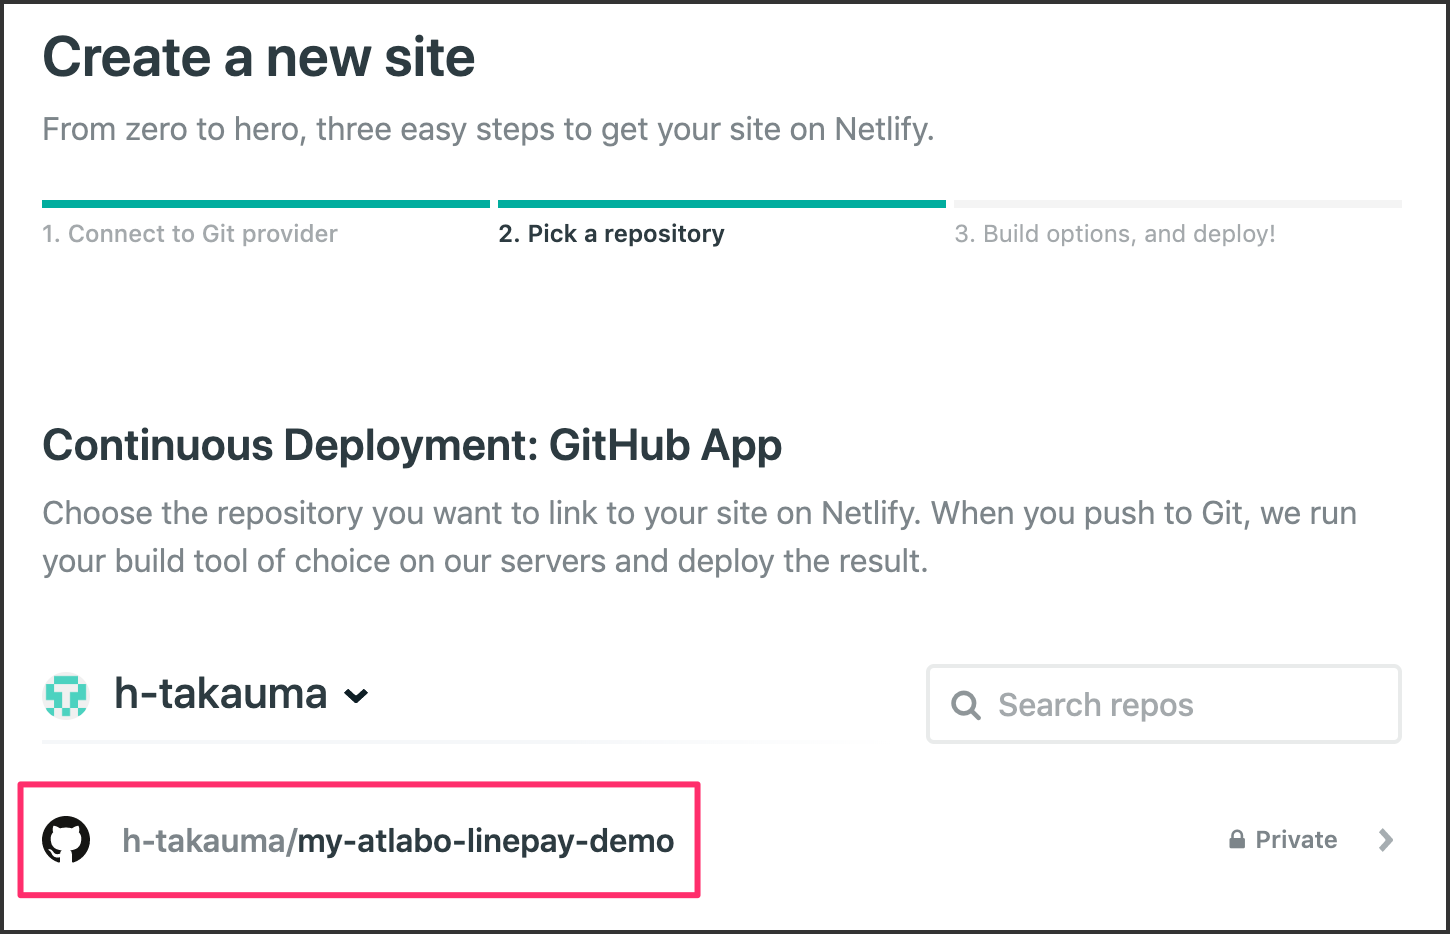 Create a new site
From zero to hero, three easy steps to get your site on Netlify.
1. Connect to Git provider
2. Pick a repository
3. Build options, and deploy!
Continuous Deployment: GitHub App
Choose the repository you want to link to your site on Netlify. When you push to Git, we run
your build tool of choice on our servers and deploy the result.
h-takauma
Search repos
h-takauma/my-atlabo-linepay-demo
Private